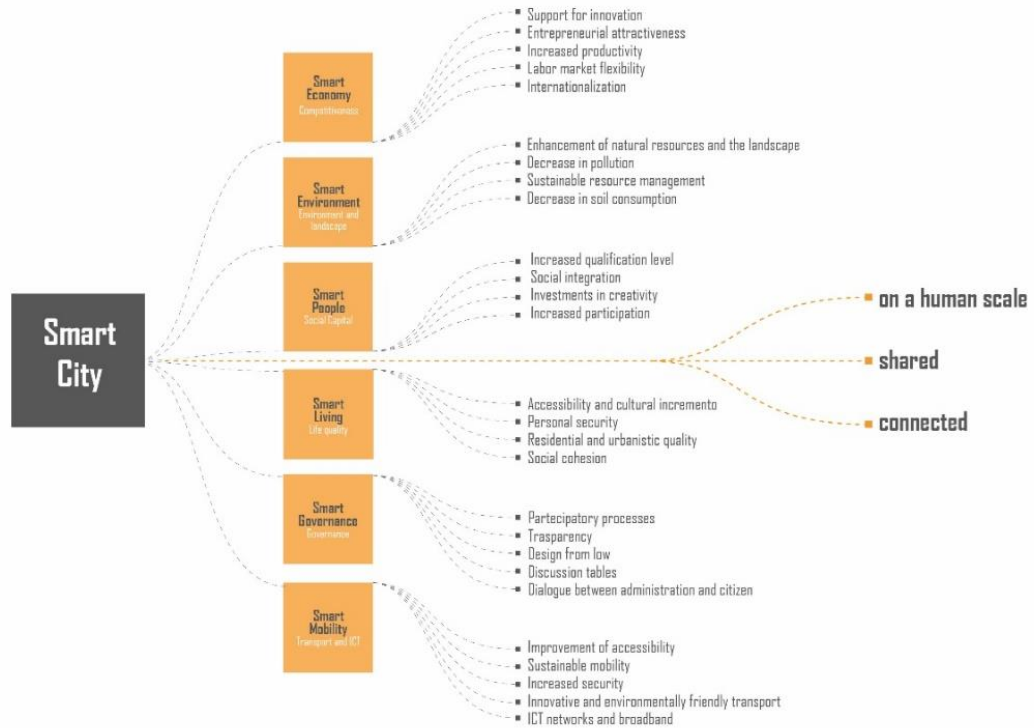 Smart
City
Smart
Economy
Competitiveness
Support for innovation
Entrepreneurial attractiveness
Increased productivity
Labor market flexibility
Internationalization
Smart
Environment
Environment and
landscape
Enhancement of natural resources and the landscape
Decrease in pollution
Sustainable resource management
Decrease in soil consumption
Smart
People
Social Capital
Increased qualification level
Social integration
Investments in creativity
Increased participation
Smart
Living
Life quality
Accessibility and cultural incremento
Personal security
Residential and urbanistic quality
Social cohesion
Smart
Governance
Governance
Partecipatory processes
Trasparency
Design from low
Discussion tables
Dialogue between administration and citizen
Smart
Mobility
Transport and ICT
Improvement of accessibility
Sustainable mobility
Increased security
Innovative and environmentally friendly transport
ICT networks and broadband
on a human scale
shared
connected